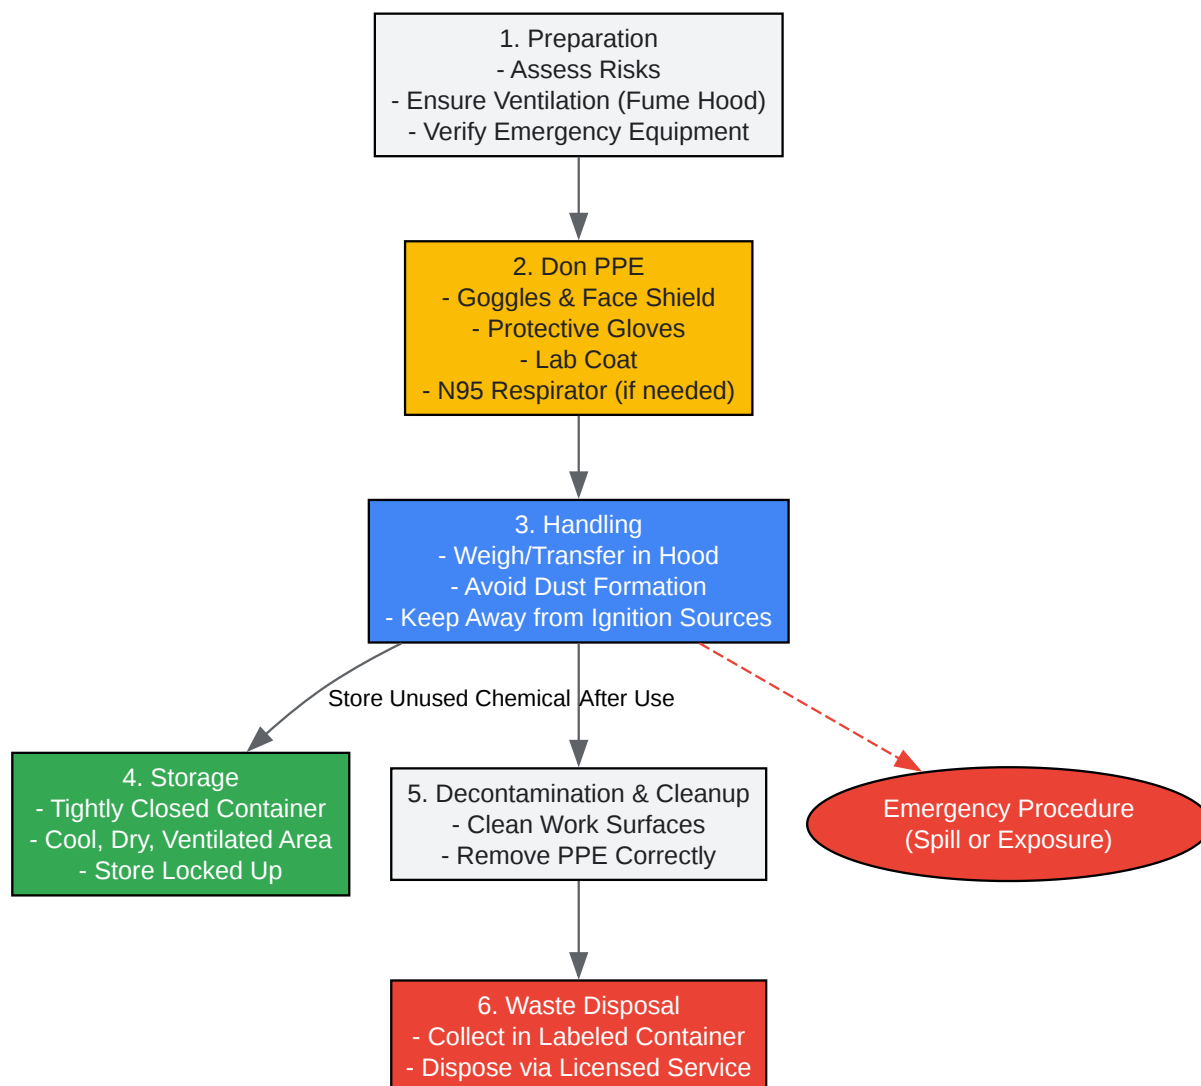 1. Preparation
- Assess Risks
- Ensure Ventilation (Fume Hood)
- Verify Emergency Equipment
2. Don PPE
- Goggles & Face Shield
- Protective Gloves
- Lab Coat
- N95 Respirator (if needed)
3. Handling
- Weigh/Transfer in Hood
- Avoid Dust Formation
- Keep Away from Ignition Sources
Store Unused Chemical
After Use
4. Storage
- Tightly Closed Container
- Cool, Dry, Ventilated Area
- Store Locked Up
5. Decontamination & Cleanup
- Clean Work Surfaces
- Remove PPE Correctly
Emergency Procedure
(Spill or Exposure)
6. Waste Disposal
- Collect in Labeled Container
- Dispose via Licensed Service